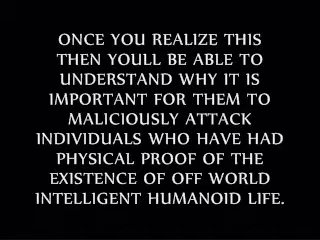 ONCE YOU REALIZE THIS
THEN YOULL BE ABLE TO
UNDERSTAND WHY IT IS
IMPORTANT FOR THEM TO
MALICIOUSLY ATTACK
INDIVIDUALS WHO HAVE HAD
PHYSICAL PROOF OF THE
EXISTENCE OF OFF WORLD
INTELLIGENT HUMANOID LIFE.